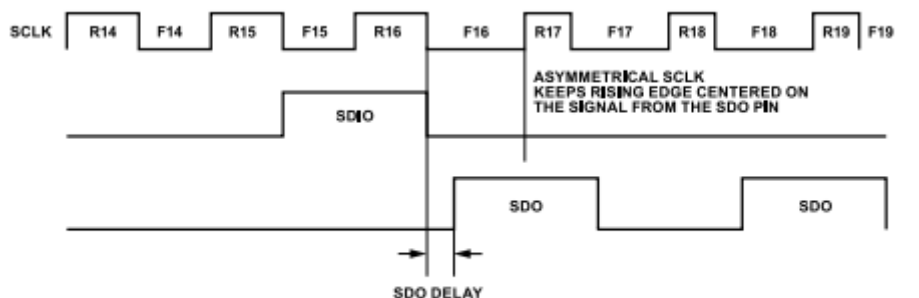 SCLK R14 F14 R15 F15 R16 F16 R17 F17 R18 F18 R19 F19
ASYMMETRICAL SCLK
KEEPS RISING EDGE CENTERED ON
THE SIGNAL FROM THE SDO PIN
SDIO
SDO SDO
SDO DELAY